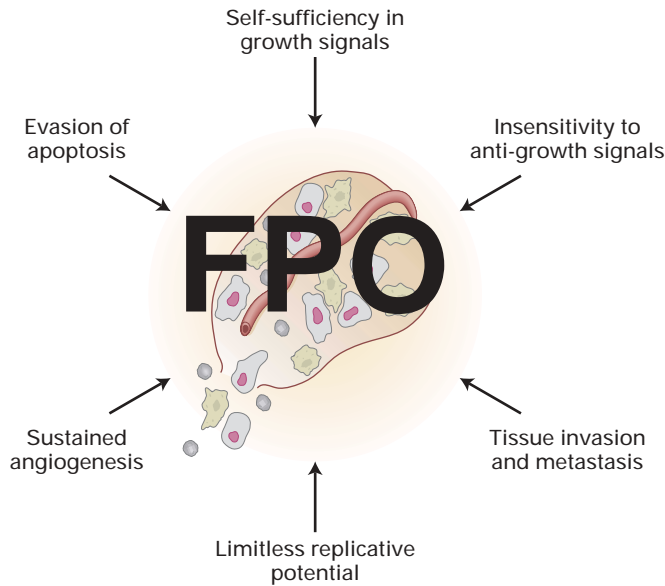 Self-sufficiency in
growth signals
Evasion of
apoptosis
Insensitivity to
anti-growth signals
FPO
Sustained
angiogenesis
Tissue invasion
and metastasis
Limitless replicative
potential